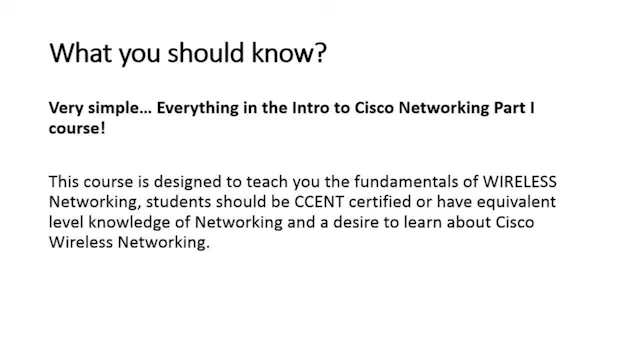 What you should know?
Very simple… Everything in the Intro to Cisco Networking Part I
course!
This course is designed to teach you the fundamentals of WIRELESS
Networking, students should be CCENT certified or have equivalent
level knowledge of Networking and a desire to learn about Cisco
Wireless Networking.